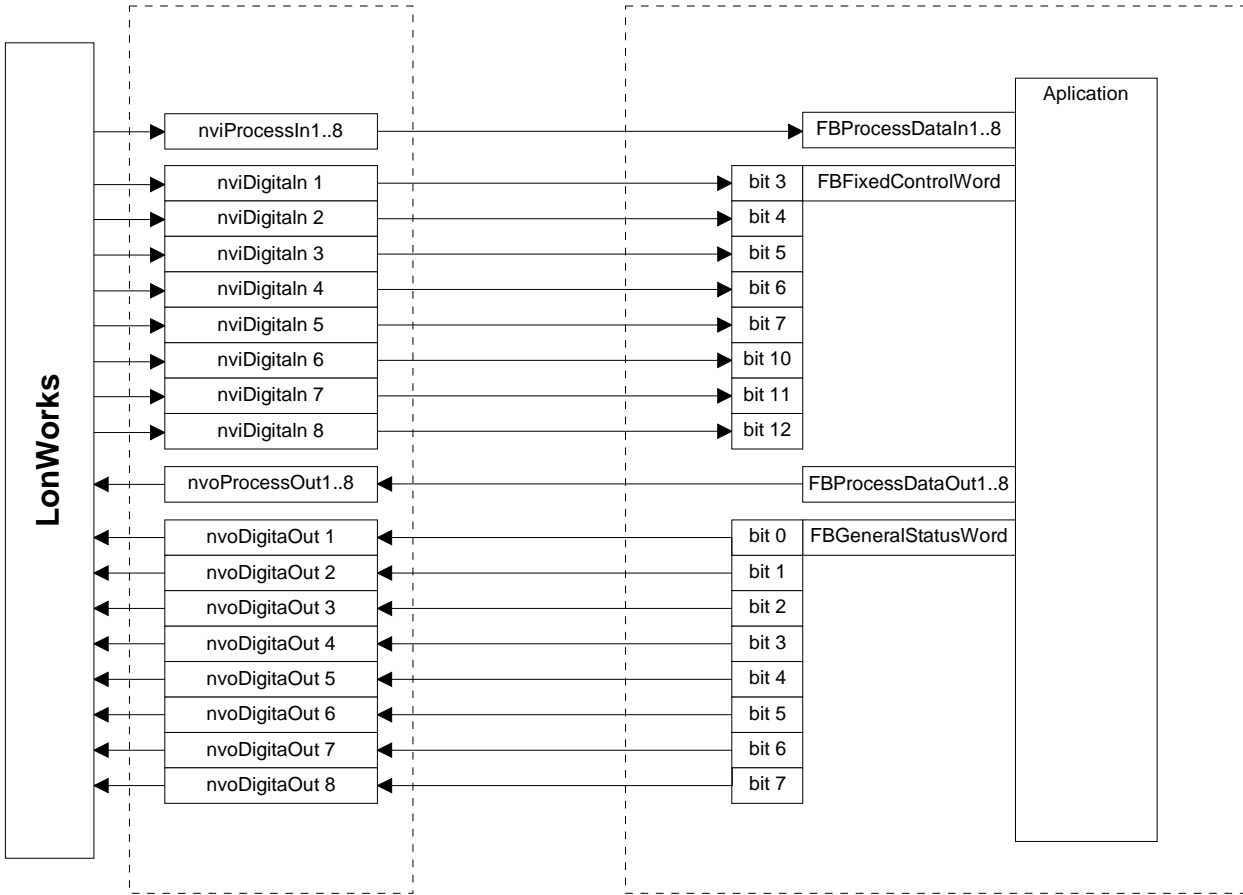 Aplication
nviProcessIn1..8
FBProcessDataIn1..8
nviDigitaIn 1
bit 3
FBFixedControlWord
nviDigitaIn 2
bit 4
nviDigitaIn 3
bit 5
nviDigitaIn 4
bit 6
nviDigitaIn 5
bit 7
nviDigitaIn 6
bit 10
nviDigitaIn 7
bit 11
nviDigitaIn 8
bit 12
LonWorks
nvoProcessOut1..8
FBProcessDataOut1..8
nvoDigitaOut 1
bit 0
FBGeneralStatusWord
nvoDigitaOut 2
bit 1
nvoDigitaOut 3
bit 2
nvoDigitaOut 4
bit 3
nvoDigitaOut 5
bit 4
nvoDigitaOut 6
bit 5
nvoDigitaOut 7
bit 6
nvoDigitaOut 8
bit 7